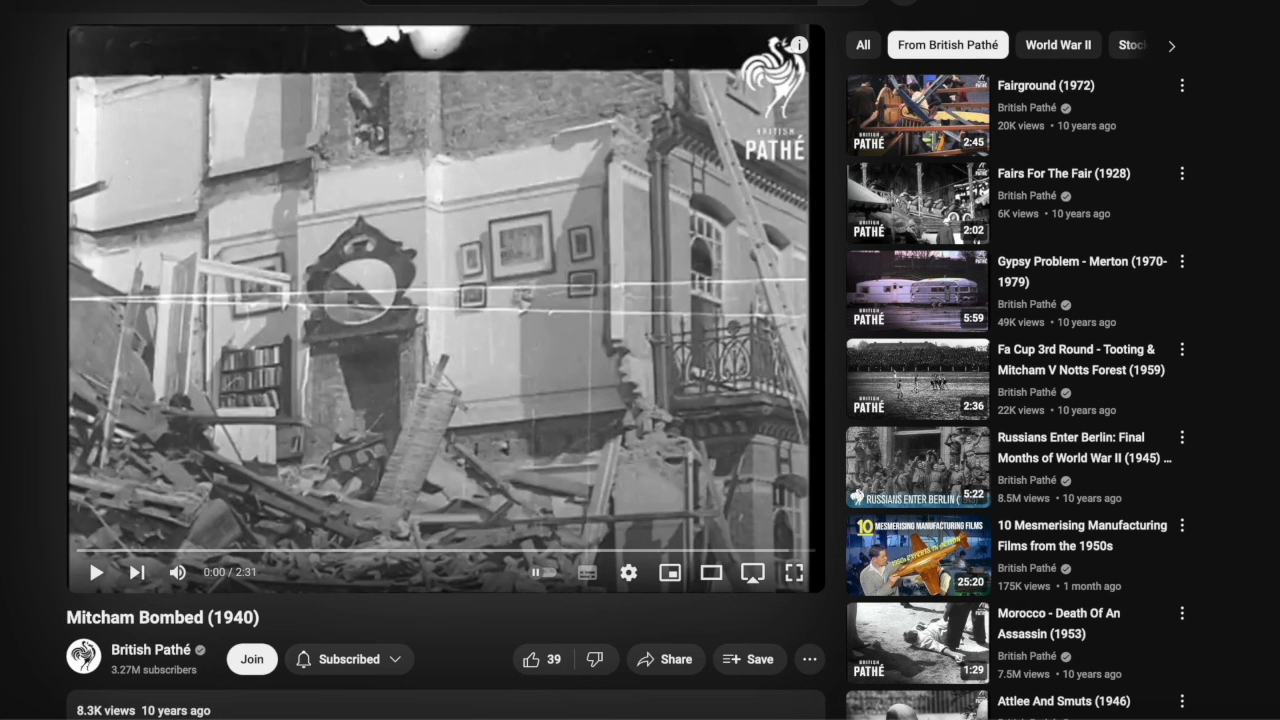 i
BRITISH
PATHÉ
0:00 / 2:31
Mitcham Bombed (1940)
British Pathé
3.27M subscribers
Join
Subscribed
39
Share
Save
8.3K views 10 years ago
All
From British Pathé
World War II
BRITISH
PATHÉ
2:45
Fairground (1972)
British Pathé
20K views • 10 years ago
BRITISH
PATHÉ
2:02
Fairs For The Fair (1928)
British Pathé
6K views • 10 years ago
BRITISH
PATHÉ
5:59
Gypsy Problem - Merton (1970-
1979)
British Pathé
49K views • 10 years ago
BRITISH
PATHÉ
2:36
Fa Cup 3rd Round - Tooting &
Mitcham V Notts Forest (1959)
British Pathé
22K views • 10 years ago
RUSSIANS ENTER BERLIN (
5:22
Russians Enter Berlin: Final
Months of World War II (1945) ...
British Pathé
8.5M views • 10 years ago
10 MESMERISING MANUFACTURING FILMS
25:20
10 Mesmerising Manufacturing
Films from the 1950s
British Pathé
175K views • 1 month ago
BRITISH
PATHÉ
1:29
Morocco - Death Of An
Assassin (1953)
British Pathé
7.5M views • 10 years ago
Attlee And Smuts (1946)